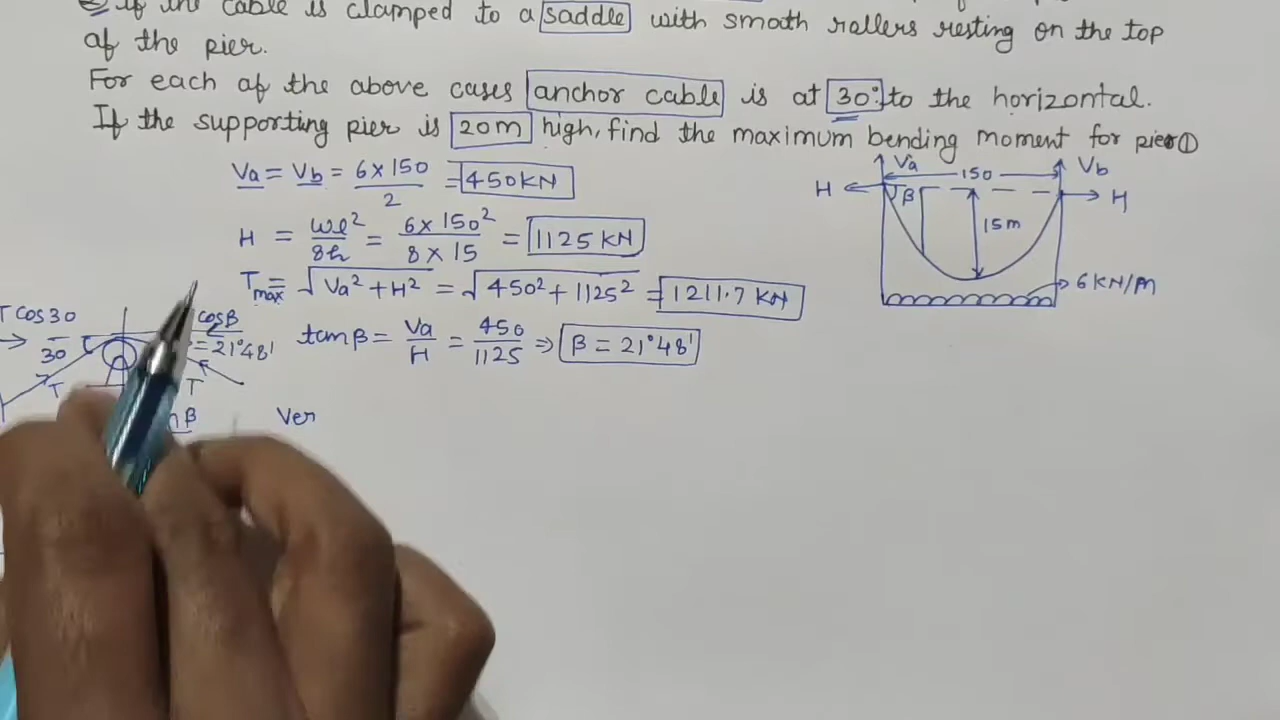 if the cable is clamped to a saddle with smooth rallers resting on the top
of the pier.
For each of the above cases anchor cable is at 30° to the horizontal.
If the supporting pier is 20m high, find the maximum bending moment for pier ①
Va = Vb = 6×150/2 = 450KN
H = wl²/8h = 6×150²/8×15 = 1125 KN
Tmax = √Va²+H² = √450²+1125² = 1211.7 KN
tanβ = Va/H = 450/1125 ⇒ β = 21°48'
Va
Vb
150
H
β
H
15m
6 KN/m
T cos30
cosβ
30
= 21°48'
T
T
β
Ver